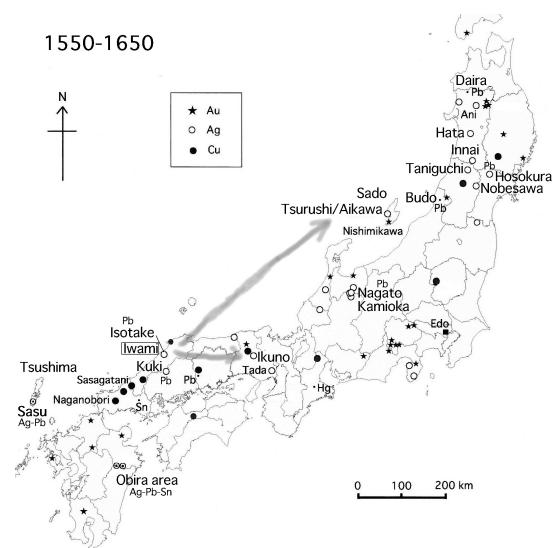 1550-1650
N
Au
Ag
Cu
Daira
Pb
Ani
Hata
Innai
Pb
Taniguchi
Hosokura
Nobesawa
Sado
Budo
Pb
Tsurushi/Aikawa
Nishimikawa
Pb
Nagato
Kamioka
Edo
Pb
Isotake
Iwami
Ikuno
Tada
Kuki
Pb
Pb
Tsushima
Sasagatani
Naganobori
Sn
Hg
Sasu
Ag-Pb
Obira area
Ag-Pb-Sn
0 100 200 km